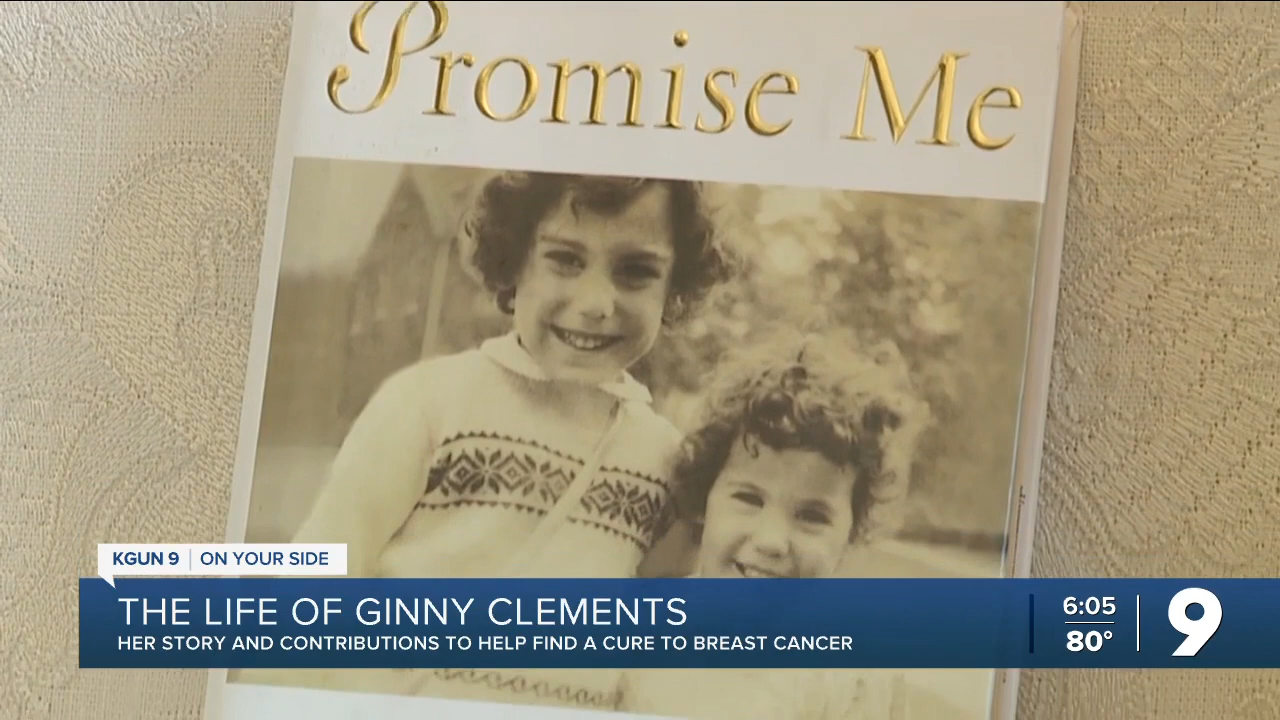 Promise Me
KGUN 9 | ON YOUR SIDE
THE LIFE OF GINNY CLEMENTS
HER STORY AND CONTRIBUTIONS TO HELP FIND A CURE TO BREAST CANCER
6:05
80°
9